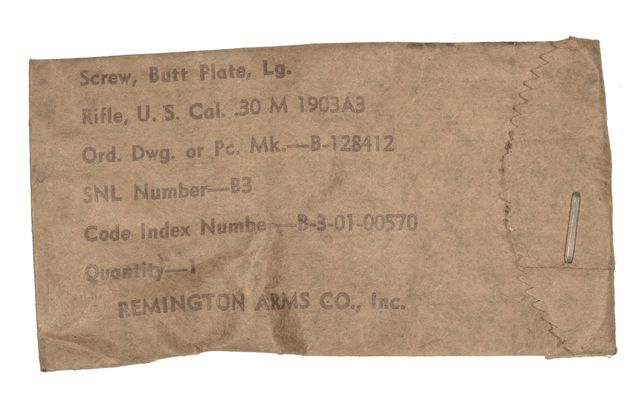 Screw, Butt Plate, Lg.
Rifle, U. S. Cal. .30 M 1903A3
Ord. Dwg. or Pc. Mk.—B-128412
SNL Number—B3
Code Index Number—B-3-01-00570
Quantity—1
REMINGTON ARMS CO., Inc.